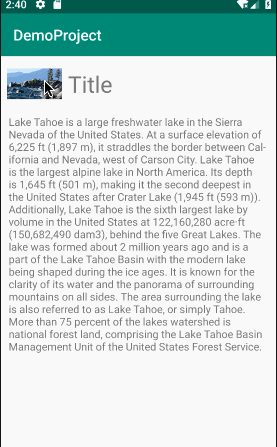 2:40
DemoProject
Title
Lake Tahoe is a large freshwater lake in the Sierra
Nevada of the United States. At a surface elevation of
6,225 ft (1,897 m), it straddles the border between Cal-
ifornia and Nevada, west of Carson City. Lake Tahoe
is the largest alpine lake in North America. Its depth
is 1,645 ft (501 m), making it the second deepest in
the United States after Crater Lake (1,945 ft (593 m)).
Additionally, Lake Tahoe is the sixth largest lake by
volume in the United States at 122,160,280 acre·ft
(150,682,490 dam3), behind the five Great Lakes. The
lake was formed about 2 million years ago and is a
part of the Lake Tahoe Basin with the modern lake
being shaped during the ice ages. It is known for the
clarity of its water and the panorama of surrounding
mountains on all sides. The area surrounding the lake
is also referred to as Lake Tahoe, or simply Tahoe.
More than 75 percent of the lakes watershed is
national forest land, comprising the Lake Tahoe Basin
Management Unit of the United States Forest Service.